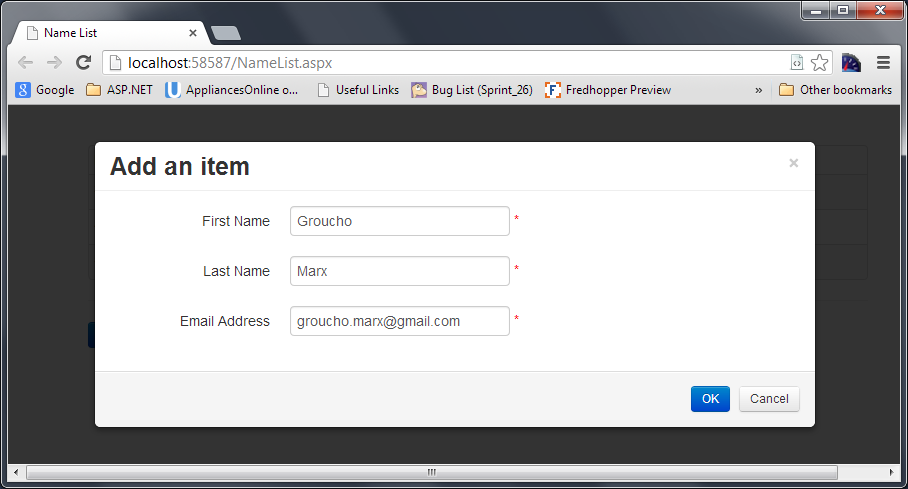 Name List
localhost:58587/NameList.aspx
Google ASP.NET AppliancesOnline o... Useful Links Bug List (Sprint_26) Fredhopper Preview » Other bookmarks
Add an item ×
First Name Groucho *
Last Name Marx *
Email Address groucho.marx@gmail.com *
OK Cancel